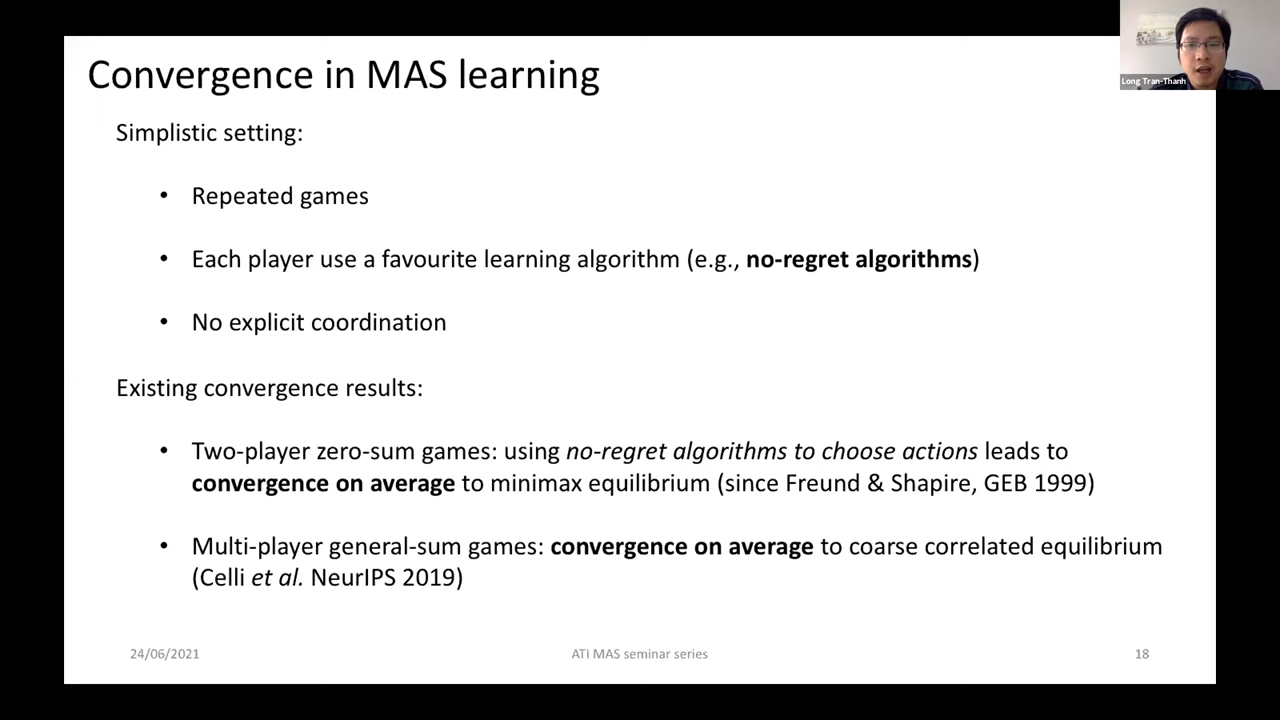 Convergence in MAS learning
Long Tran-Thanh
Simplistic setting:
• Repeated games
• Each player use a favourite learning algorithm (e.g., no-regret algorithms)
• No explicit coordination
Existing convergence results:
• Two-player zero-sum games: using no-regret algorithms to choose actions leads to
convergence on average to minimax equilibrium (since Freund & Shapire, GEB 1999)
• Multi-player general-sum games: convergence on average to coarse correlated equilibrium
(Celli et al. NeurIPS 2019)
24/06/2021
ATI MAS seminar series
18